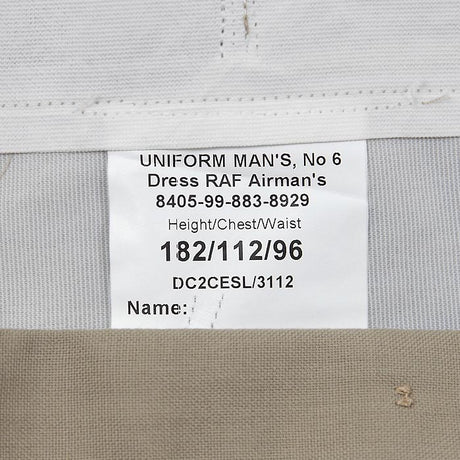 UNIFORM MAN'S, No 6
Dress RAF Airman's
8405-99-883-8929
Height/Chest/Waist
182/112/96
DC2CESL/3112
Name: